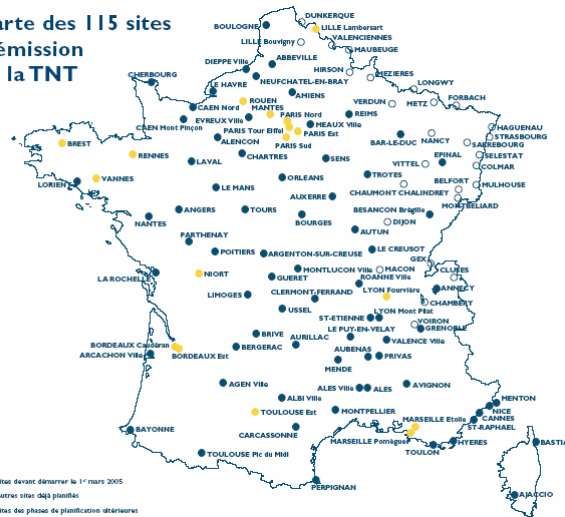 arte des 115 sites
émission
la TNT
DUNKERQUE
BOULOGNE
LILLE Lambersart
VALENCIENNES
LILLE Bouvigny
MAUBEUGE
ABBEVILLE
DIEPPE Ville
HIRSON
CHERBOURG
NEUFCHATEL-EN-BRAY
MEZIERES
LE HAVRE
LONGWY
AMIENS
ROUEN
VERDUN
METZ
FORBACH
CAEN Nord
MANTES
PARIS Nord
REIMS
EVREUX Ville
MEAUX Ville
HAGUENAU
CAEN Mont Pinçon
PARIS Tour Eiffel
PARIS Est
STRASBOURG
BREST
ALENCON
BAR-LE-DUC
NANCY
SAREBOURG
PARIS Sud
RENNES
CHARTRES
SENS
EPINAL
SELESTAT
LAVAL
VITTEL
COLMAR
VANNES
ORLEANS
TROYES
LORIEN
LE MANS
BELFORT
MULHOUSE
AUXERRE
CHAUMONT CHALINDREY
MONTBELIARD
ANGERS
TOURS
BESANCON Brégille
NANTES
BOURGES
DIJON
AUTUN
PARTHENAY
POITIERS
ARGENTON-SUR-CREUSE
LE CREUSOT
GEX
NIORT
MONTLUCON Ville
MACON
CLUSES
LA ROCHELLE
GUERET
ROANNE Ville
ANNECY
LIMOGES
CLERMONT-FERRAND
LYON Fourvière
CHAMBERY
USSEL
LYON Mont Pilat
ST-ETIENNE
VOIRON
GRENOBLE
BRIVE
LE PUY-EN-VELAY
BORDEAUX Caudéran
AURILLAC
VALENCE Ville
ARCACHON Ville
BORDEAUX Est
BERGERAC
AUBENAS
PRIVAS
MENDE
AGEN Ville
ALES Ville
ALES
AVIGNON
ALBI Ville
MENTON
TOULOUSE Est
MONTPELLIER
MARSEILLE Etoile
NICE
CANNES
BAYONNE
CARCASSONNE
ST-RAPHAEL
MARSEILLE Pomègues
HYERES
BASTIA
TOULOUSE Pic du Midi
TOULON
PERPIGNAN
AJACCIO
ites devant démarrer le 1er mars 2005
utres sites déjà planifiés
ites des phases de planification ultérieures